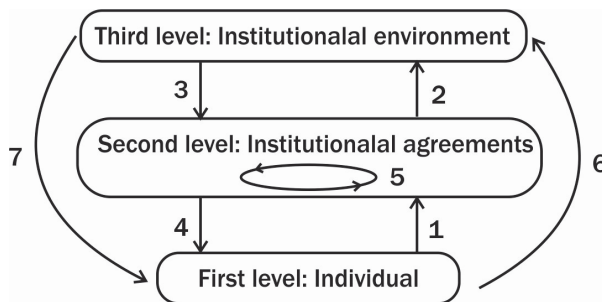 Third level: Institutionalal environment
3
2
7
Second level: Institutionalal agreements
5
6
4
1
First level: Individual